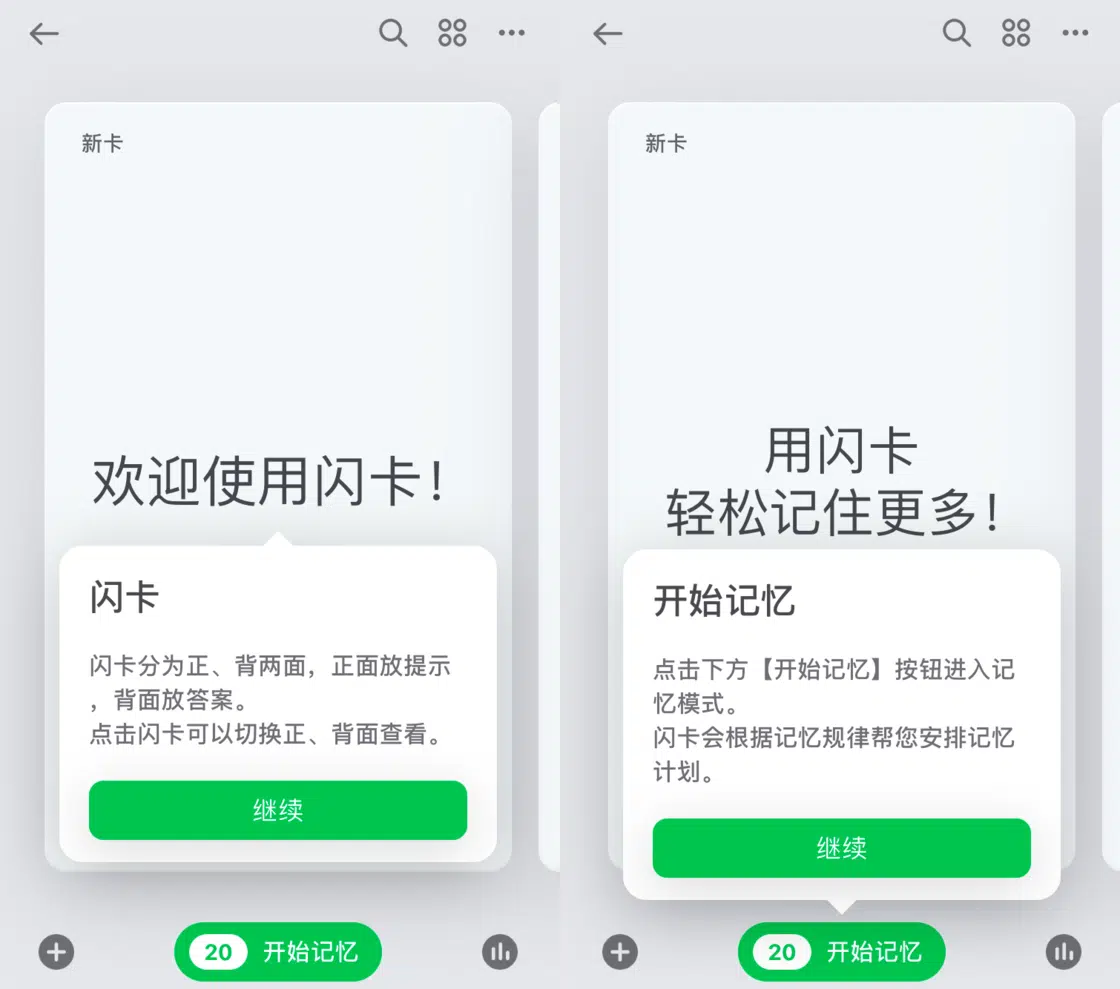 新卡
欢迎使用闪卡！
闪卡
闪卡分为正、背两面，正面放提示
，背面放答案。
点击闪卡可以切换正、背面查看。
继续
20 开始记忆
新卡
用闪卡
轻松记住更多！
开始记忆
点击下方【开始记忆】按钮进入记
忆模式。
闪卡会根据记忆规律帮您安排记忆
计划。
继续
20 开始记忆